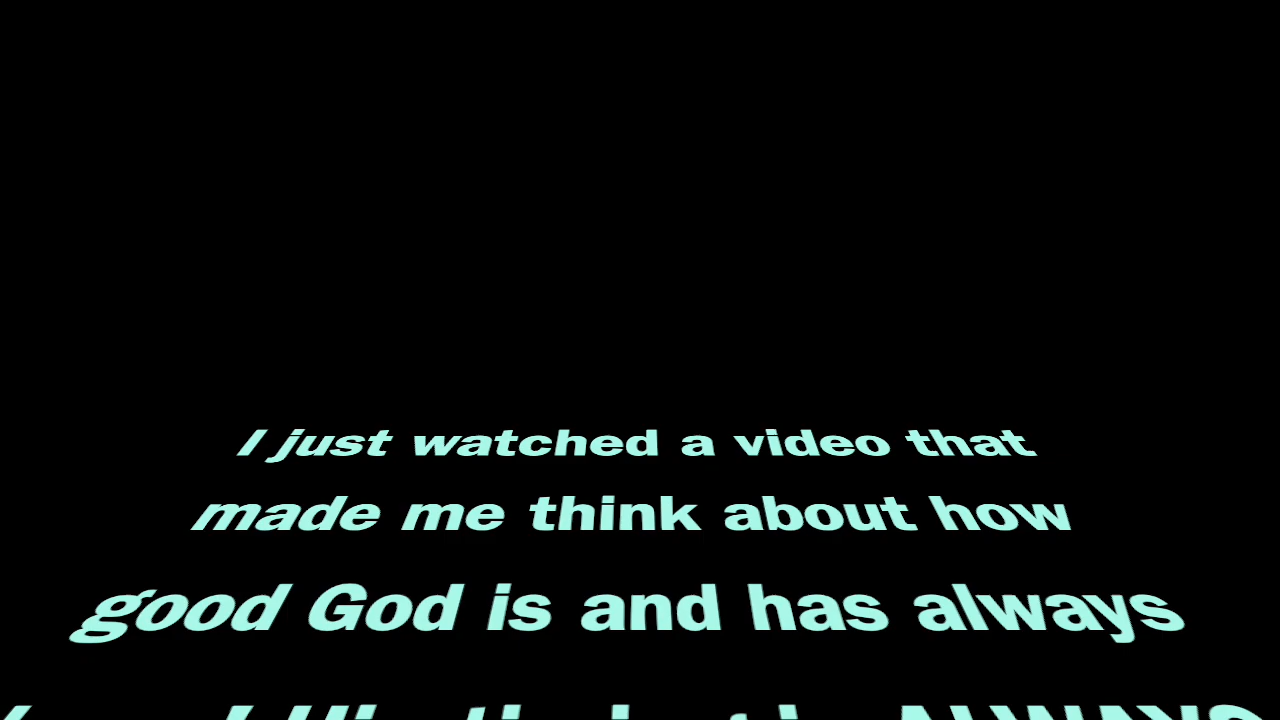 I just watched a video that
made me think about how
good God is and has always